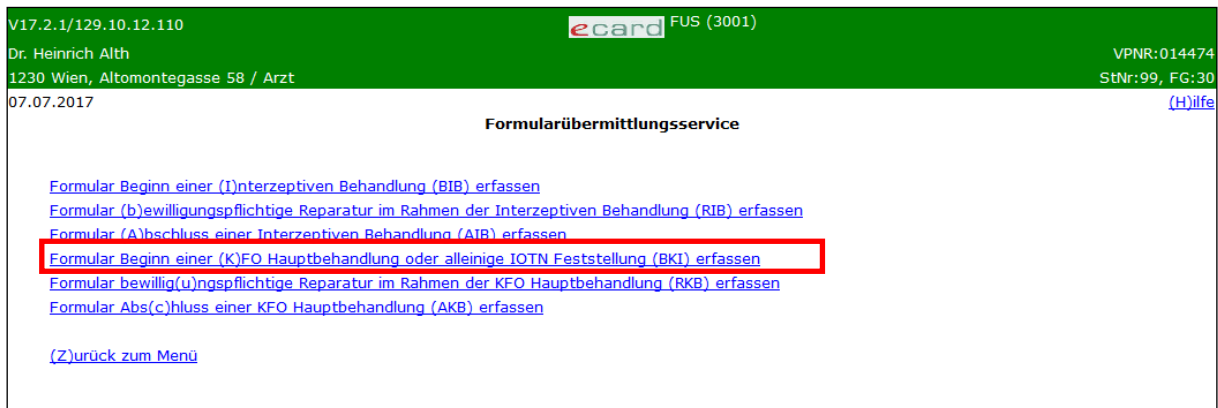 V17.2.1/129.10.12.110 ecard FUS (3001)
Dr. Heinrich Alth VPNR:014474
1230 Wien, Altomontegasse 58 / Arzt StNr:99, FG:30
07.07.2017 (H)ilfe
Formularübermittlungsservice
Formular Beginn einer (I)nterzeptiven Behandlung (BIB) erfassen
Formular (b)ewilligungspflichtige Reparatur im Rahmen der Interzeptiven Behandlung (RIB) erfassen
Formular (A)bschluss einer Interzeptiven Behandlung (AIB) erfassen
Formular Beginn einer (K)FO Hauptbehandlung oder alleinige IOTN Feststellung (BKI) erfassen
Formular bewillig(u)ngspflichtige Reparatur im Rahmen der KFO Hauptbehandlung (RKB) erfassen
Formular Abs(c)hluss einer KFO Hauptbehandlung (AKB) erfassen
(Z)urück zum Menü